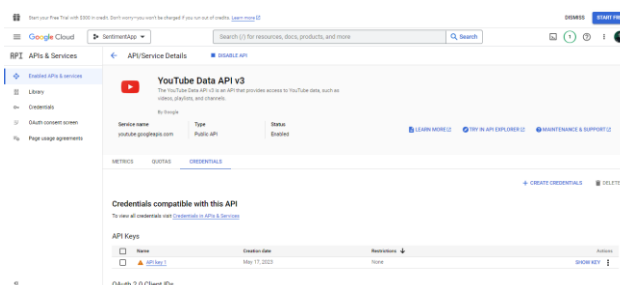 Start your Free Trial with $300 in credit. Don't worry—you won't be charged if you run out of credits. Learn more
DISMISS
START FREE
Google Cloud
SentimentApp
Search (/) for resources, docs, products, and more
Search
1
API APIs & Services
API/Service Details
DISABLE API
Enabled APIs & services
Library
Credentials
OAuth consent screen
Page usage agreements
YouTube Data API v3
The YouTube Data API v3 is an API that provides access to YouTube data, such as
videos, playlists, and channels.
By Google
Service name
youtube.googleapis.com
Type
Public API
Status
Enabled
LEARN MORE
TRY IN API EXPLORER
MAINTENANCE & SUPPORT
METRICS
QUOTAS
CREDENTIALS
+ CREATE CREDENTIALS
DELETE
Credentials compatible with this API
To view all credentials visit Credentials in APIs & Services
API Keys
Name
Creation date
Restrictions
Actions
API key 1
May 17, 2023
None
SHOW KEY
OAuth 2.0 Client IDs